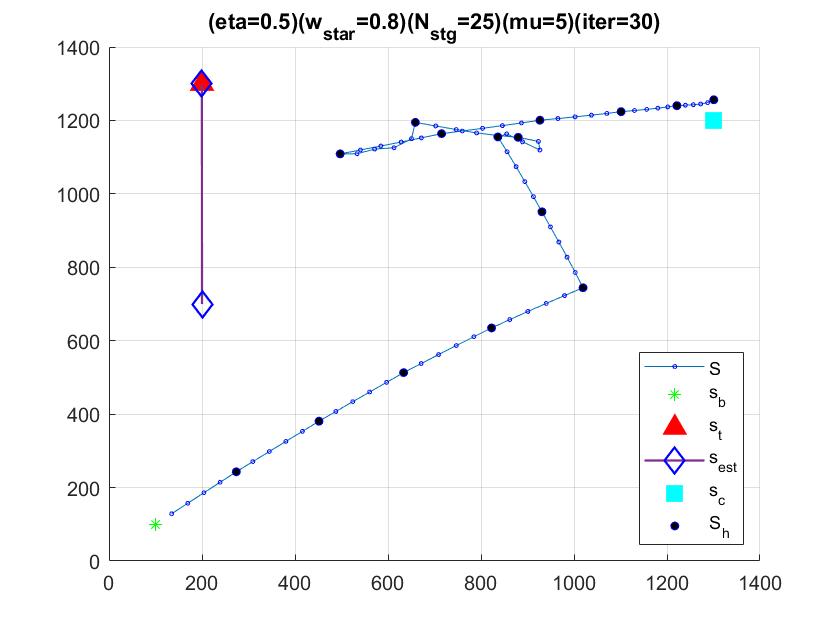 (eta=0.5)(w_star=0.8)(N_stg=25)(mu=5)(iter=30)
1400
1200
1000
800
600
400
200
0
0 200 400 600 800 1000 1200 1400
S
s_b
s_t
s_est
s_c
S_h